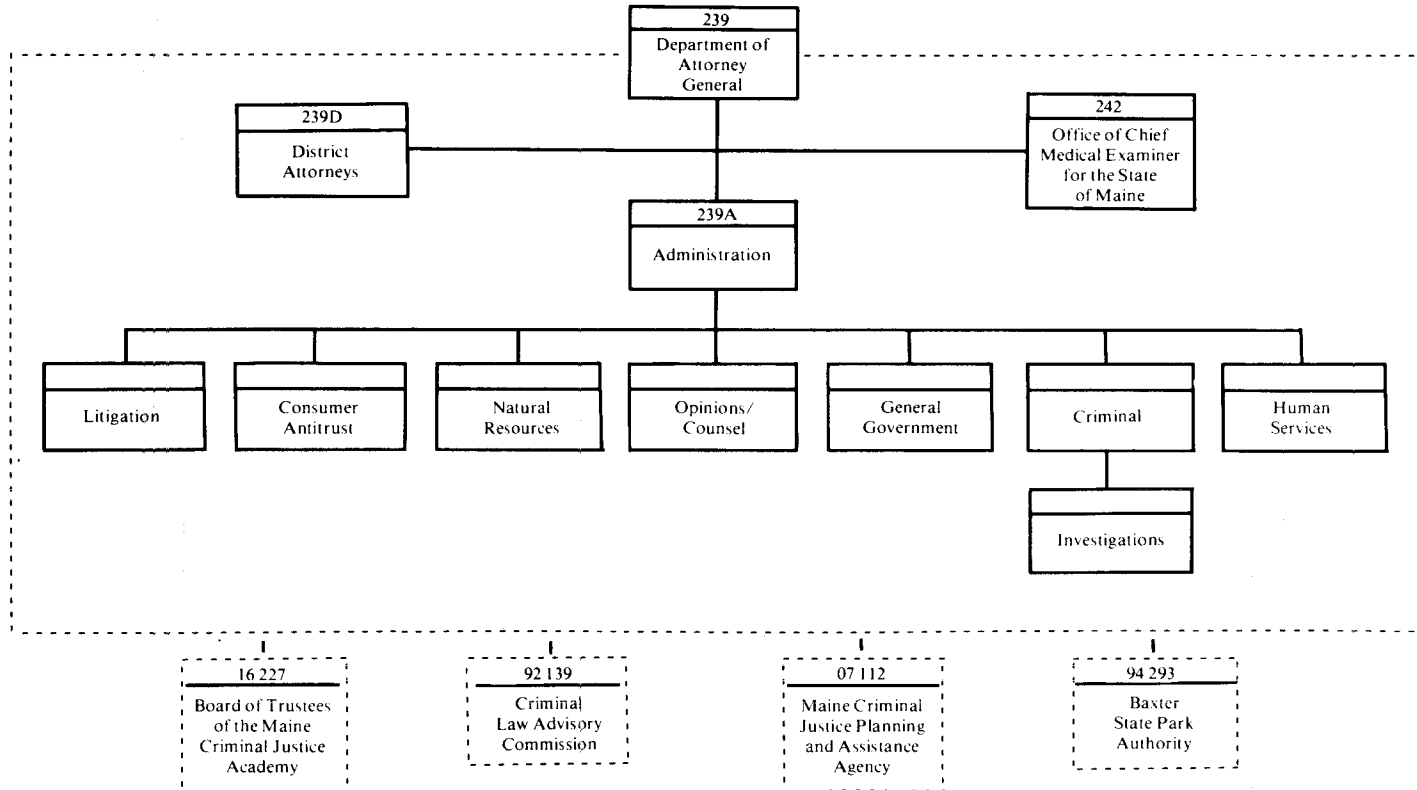 239
Department of
Attorney
General
239D
District
Attorneys
242
Office of Chief
Medical Examiner
for the State
of Maine
239A
Administration
Litigation
Consumer
Antitrust
Natural
Resources
Opinions/
Counsel
General
Government
Criminal
Human
Services
Investigations
16 227
Board of Trustees
of the Maine
Criminal Justice
Academy
92 139
Criminal
Law Advisory
Commission
07 112
Maine Criminal
Justice Planning
and Assistance
Agency
94 293
Baxter
State Park
Authority